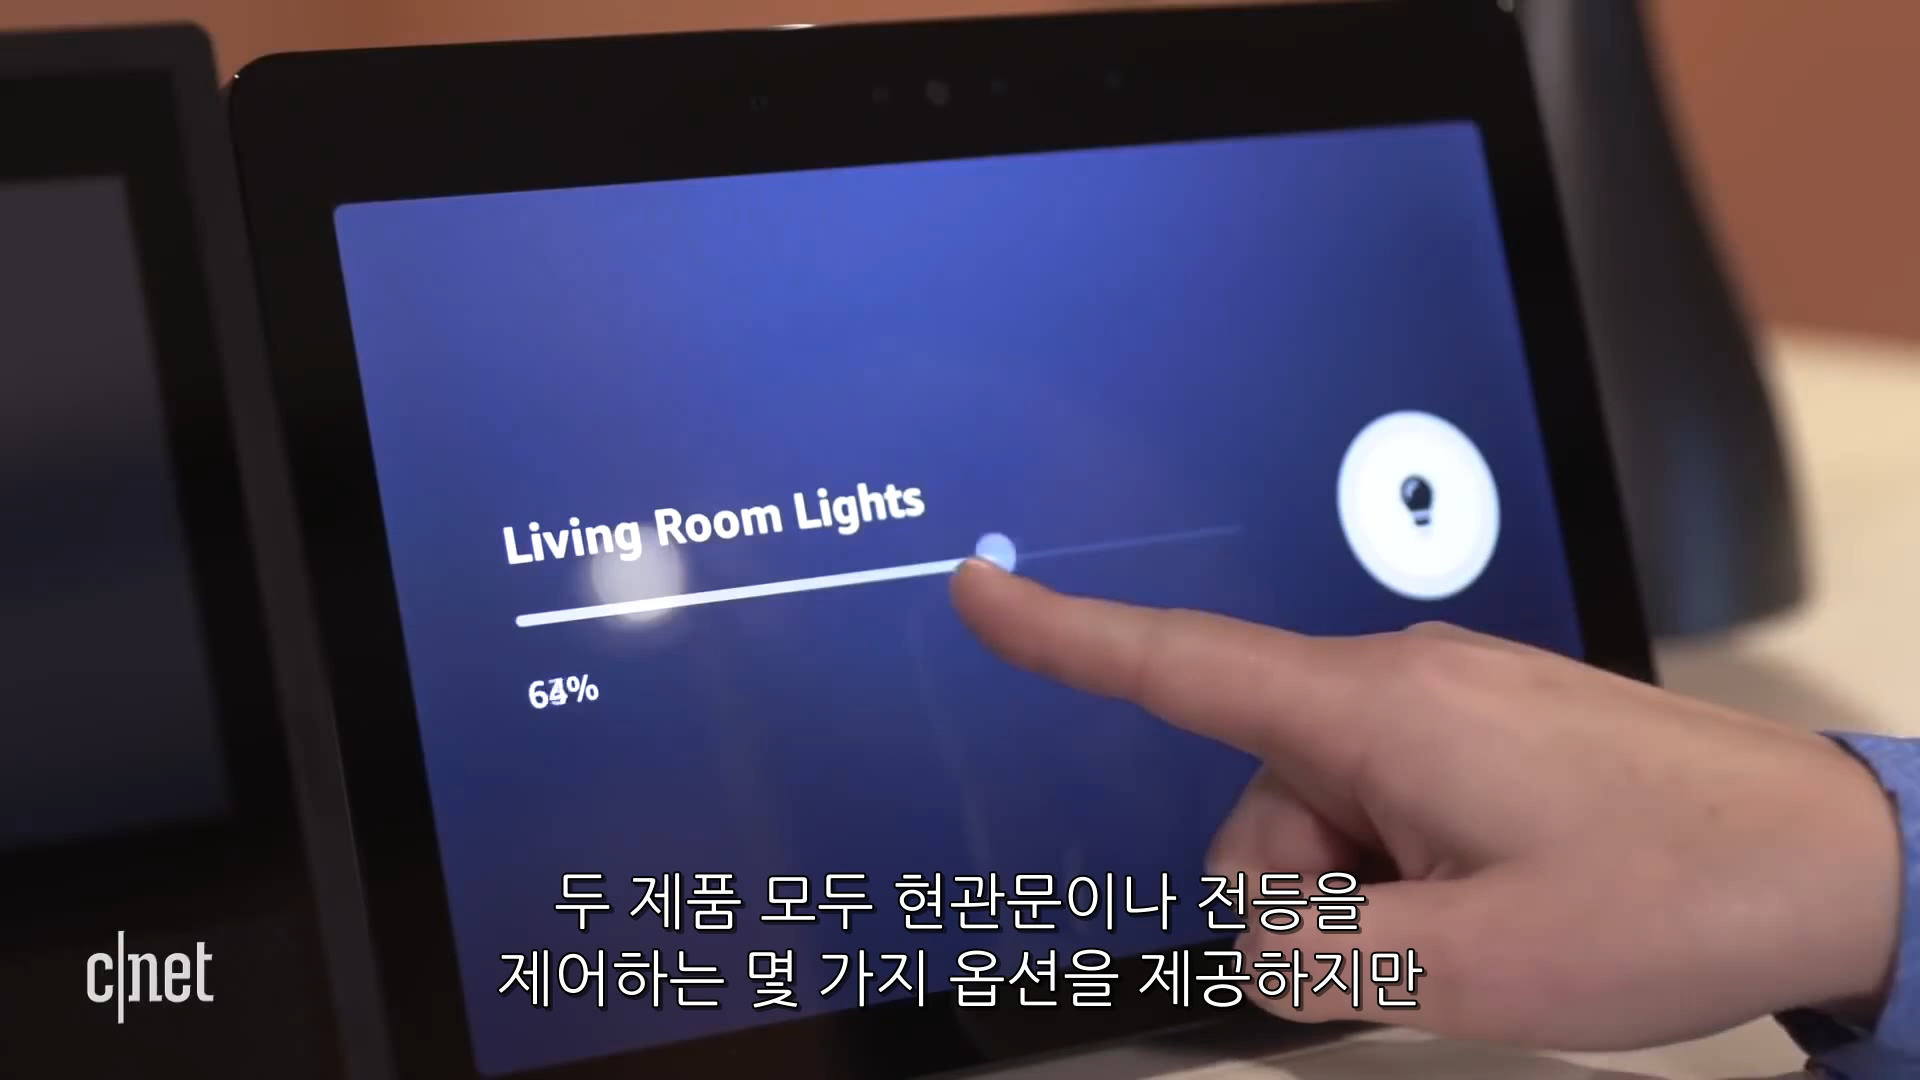 Living Room Lights
두 제품 모두 현관문이나 전등을
제어하는 몇 가지 옵션을 제공하지만
c|net